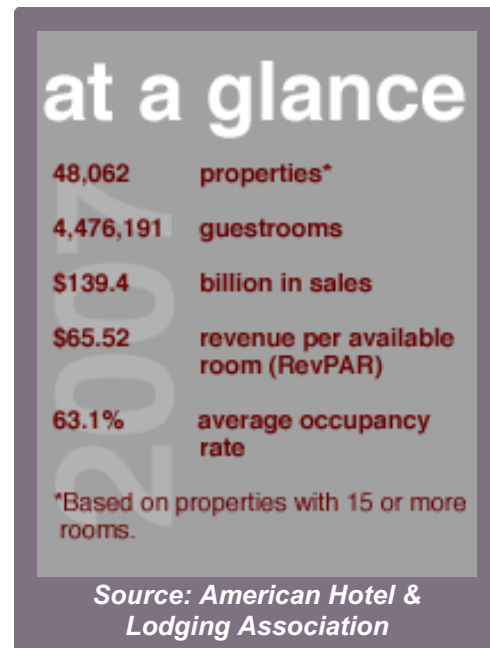 at a glance
2007
48,062 properties*
4,476,191 guestrooms
$139.4 billion in sales
$65.52 revenue per available
room (RevPAR)
63.1% average occupancy
rate
*Based on properties with 15 or more
rooms.
Source: American Hotel &
Lodging Association